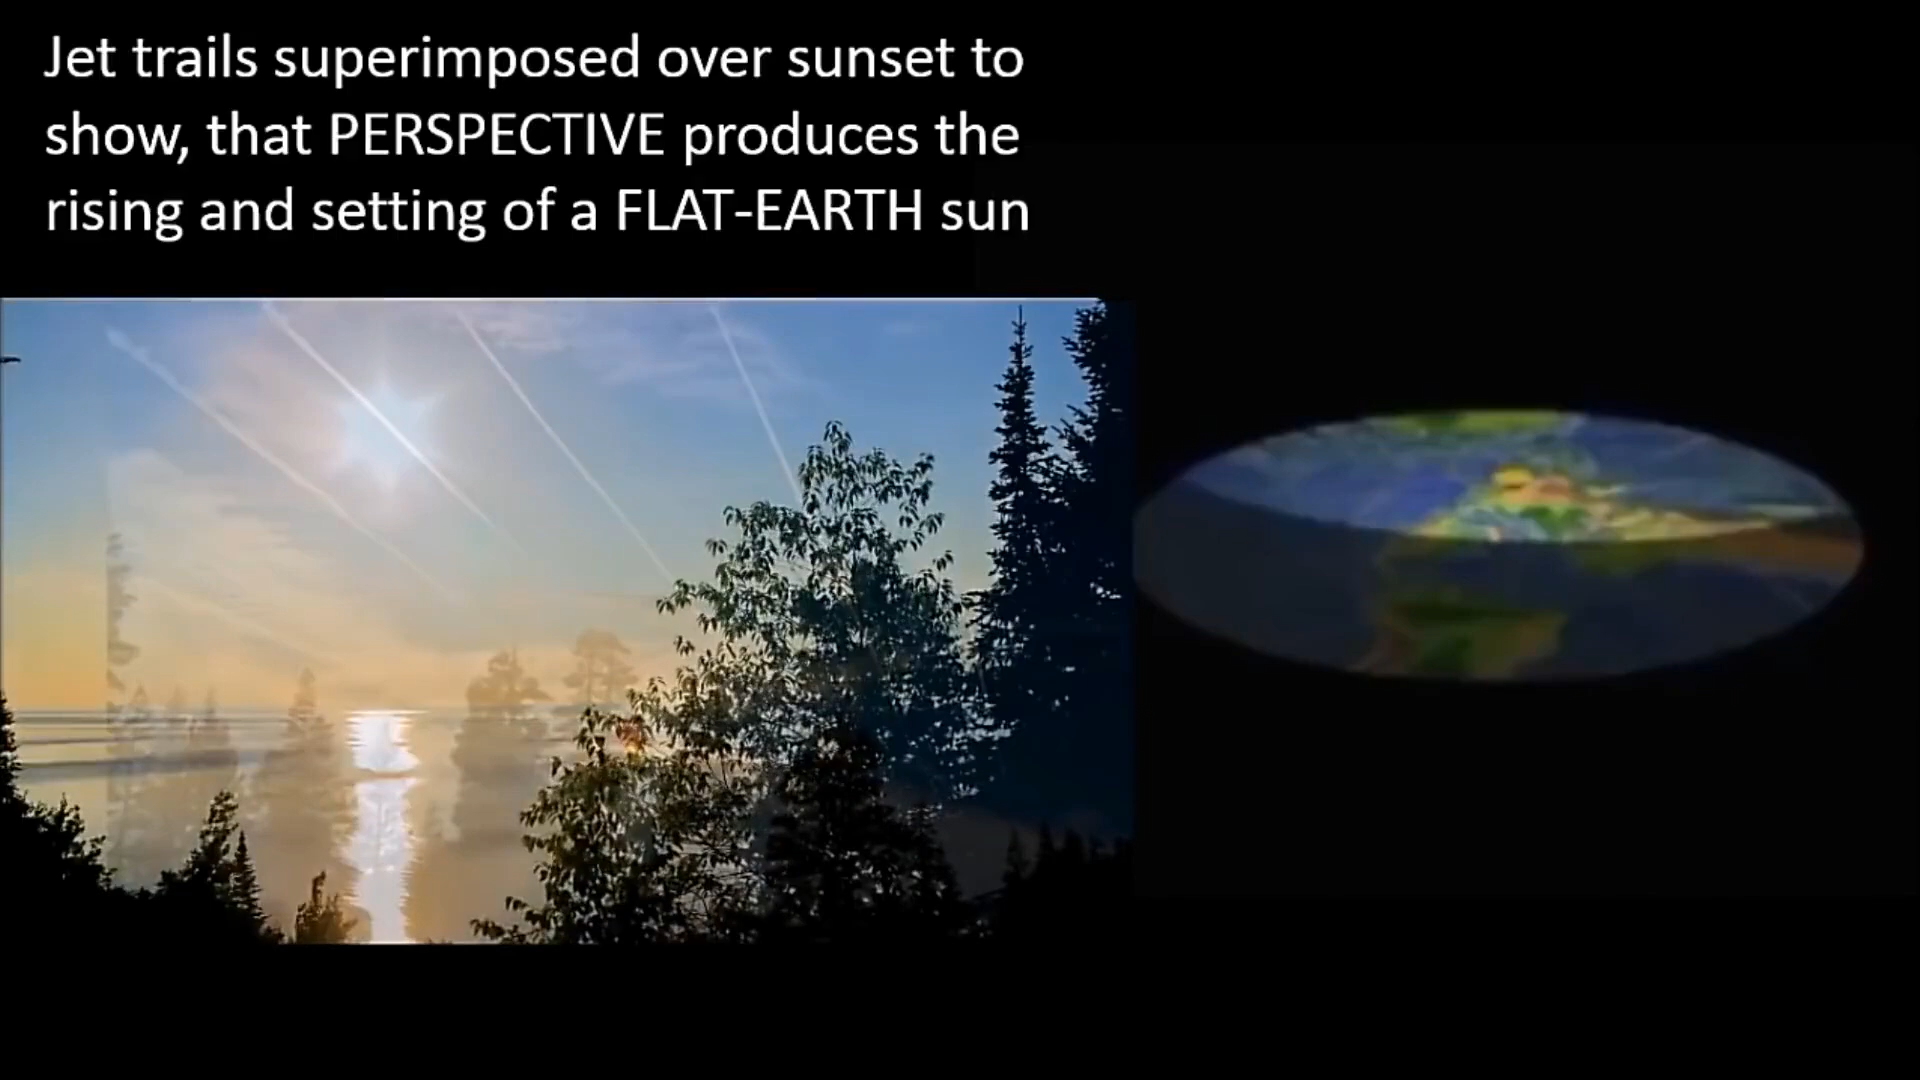 Jet trails superimposed over sunset to
show, that PERSPECTIVE produces the
rising and setting of a FLAT-EARTH sun